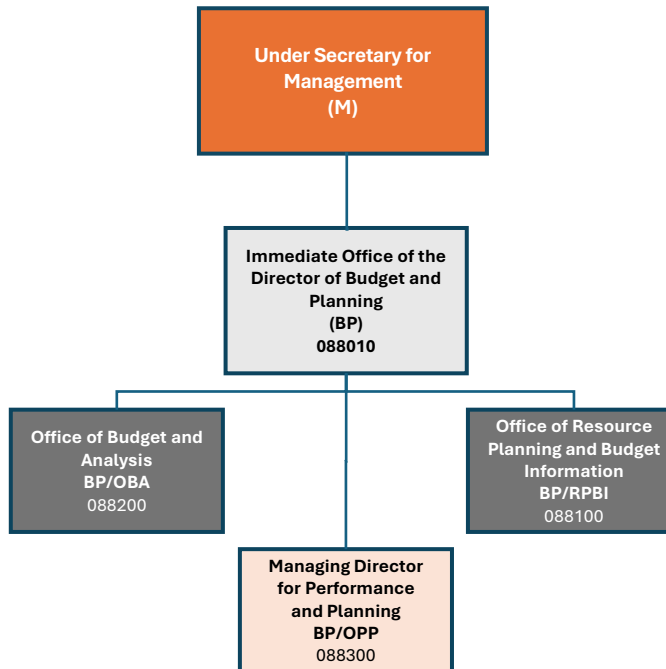 Under Secretary for
Management
(M)
Immediate Office of the
Director of Budget and
Planning
(BP)
088010
Office of Budget and
Analysis
BP/OBA
088200
Office of Resource
Planning and Budget
Information
BP/RPBI
088100
Managing Director
for Performance
and Planning
BP/OPP
088300